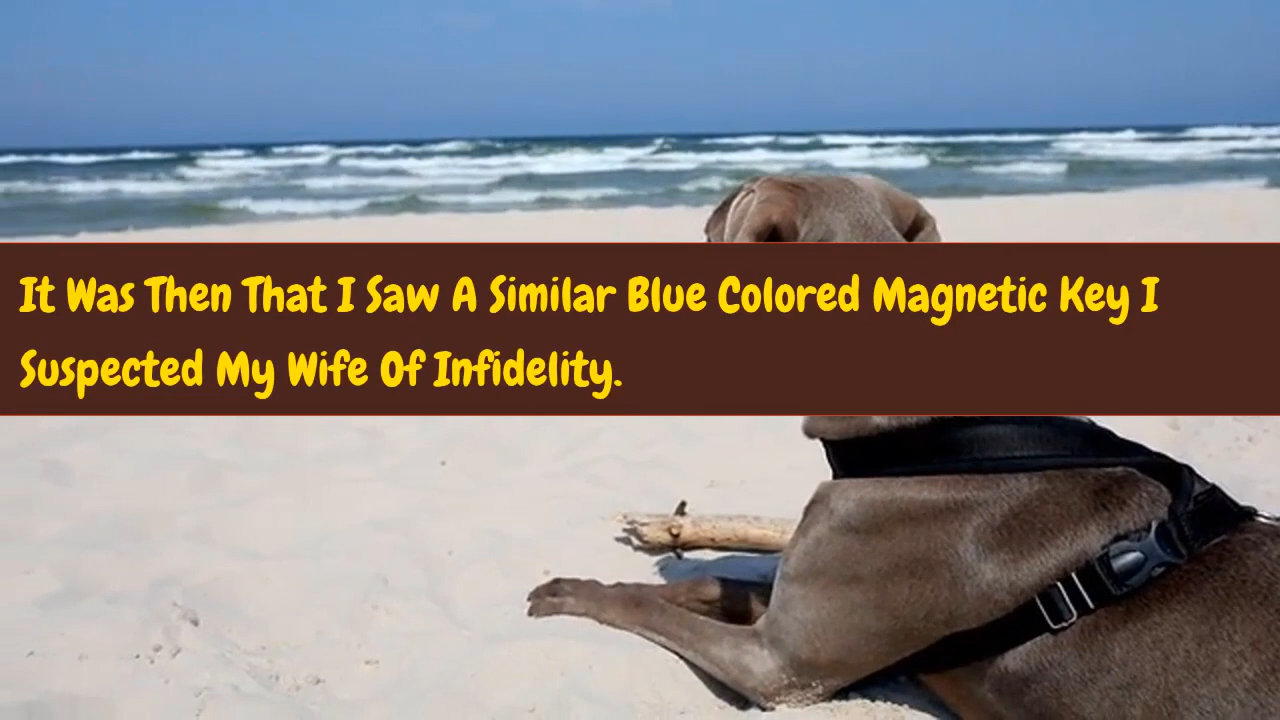 It Was Then That I Saw A Similar Blue Colored Magnetic Key I
Suspected My Wife Of Infidelity.